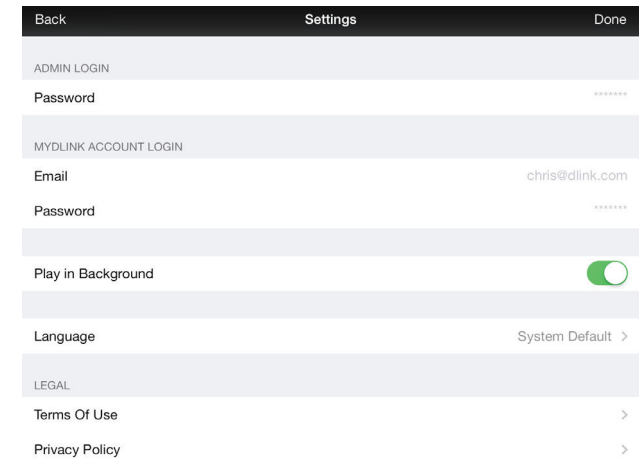 Back Settings Done
ADMIN LOGIN
Password *******
MYDLINK ACCOUNT LOGIN
Email chris@dlink.com
Password *******
Play in Background
Language System Default >
LEGAL
Terms Of Use >
Privacy Policy >